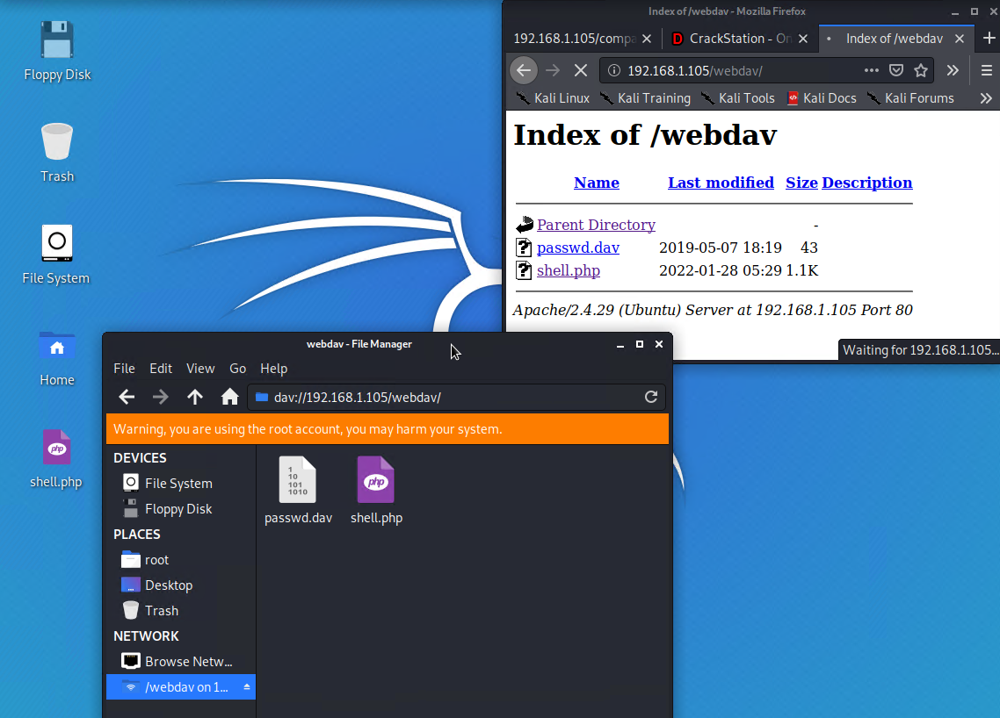 Floppy Disk
Trash
File System
Home
php
shell.php
Index of /webdav - Mozilla Firefox
192.168.1.105/compa
D CrackStation - On
Index of /webdav
192.168.1.105/webdav/
Kali Linux Kali Training Kali Tools Kali Docs Kali Forums
Index of /webdav
Name Last modified Size Description
Parent Directory -
? passwd.dav 2019-05-07 18:19 43
? shell.php 2022-01-28 05:29 1.1K
Apache/2.4.29 (Ubuntu) Server at 192.168.1.105 Port 80
Waiting for 192.168.1.105...
webdav - File Manager
File Edit View Go Help
dav://192.168.1.105/webdav/
Warning, you are using the root account, you may harm your system.
DEVICES
File System
Floppy Disk
PLACES
root
Desktop
Trash
NETWORK
Browse Netw...
/webdav on 1...
1
10
101
1010
passwd.dav
php
shell.php